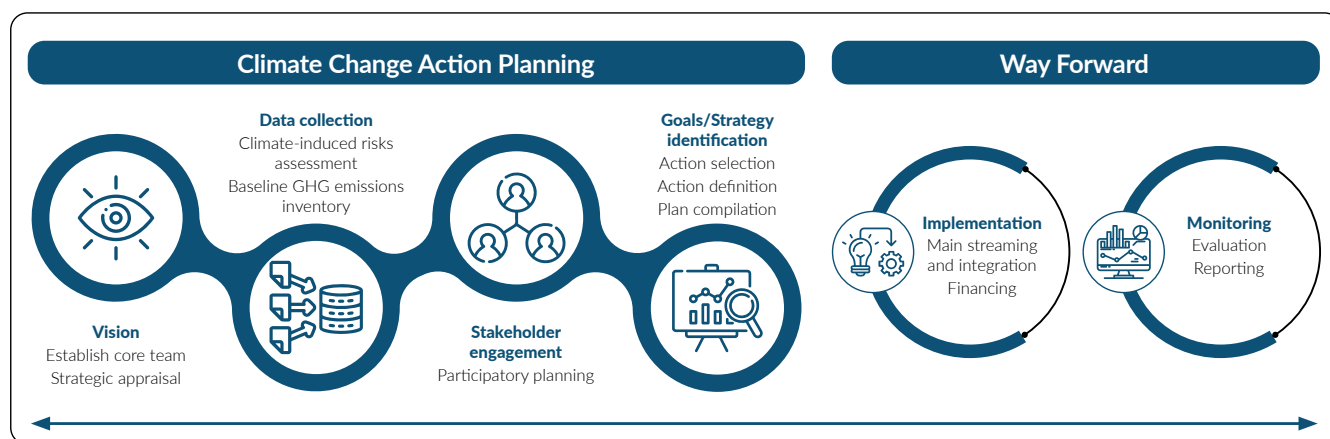 Climate Change Action Planning
Way Forward
Vision
Establish core team
Strategic appraisal
Data collection
Climate-induced risks
assessment
Baseline GHG emissions
inventory
Stakeholder
engagement
Participatory planning
Goals/Strategy
identification
Action selection
Action definition
Plan compilation
Implementation
Main streaming
and integration
Financing
Monitoring
Evaluation
Reporting